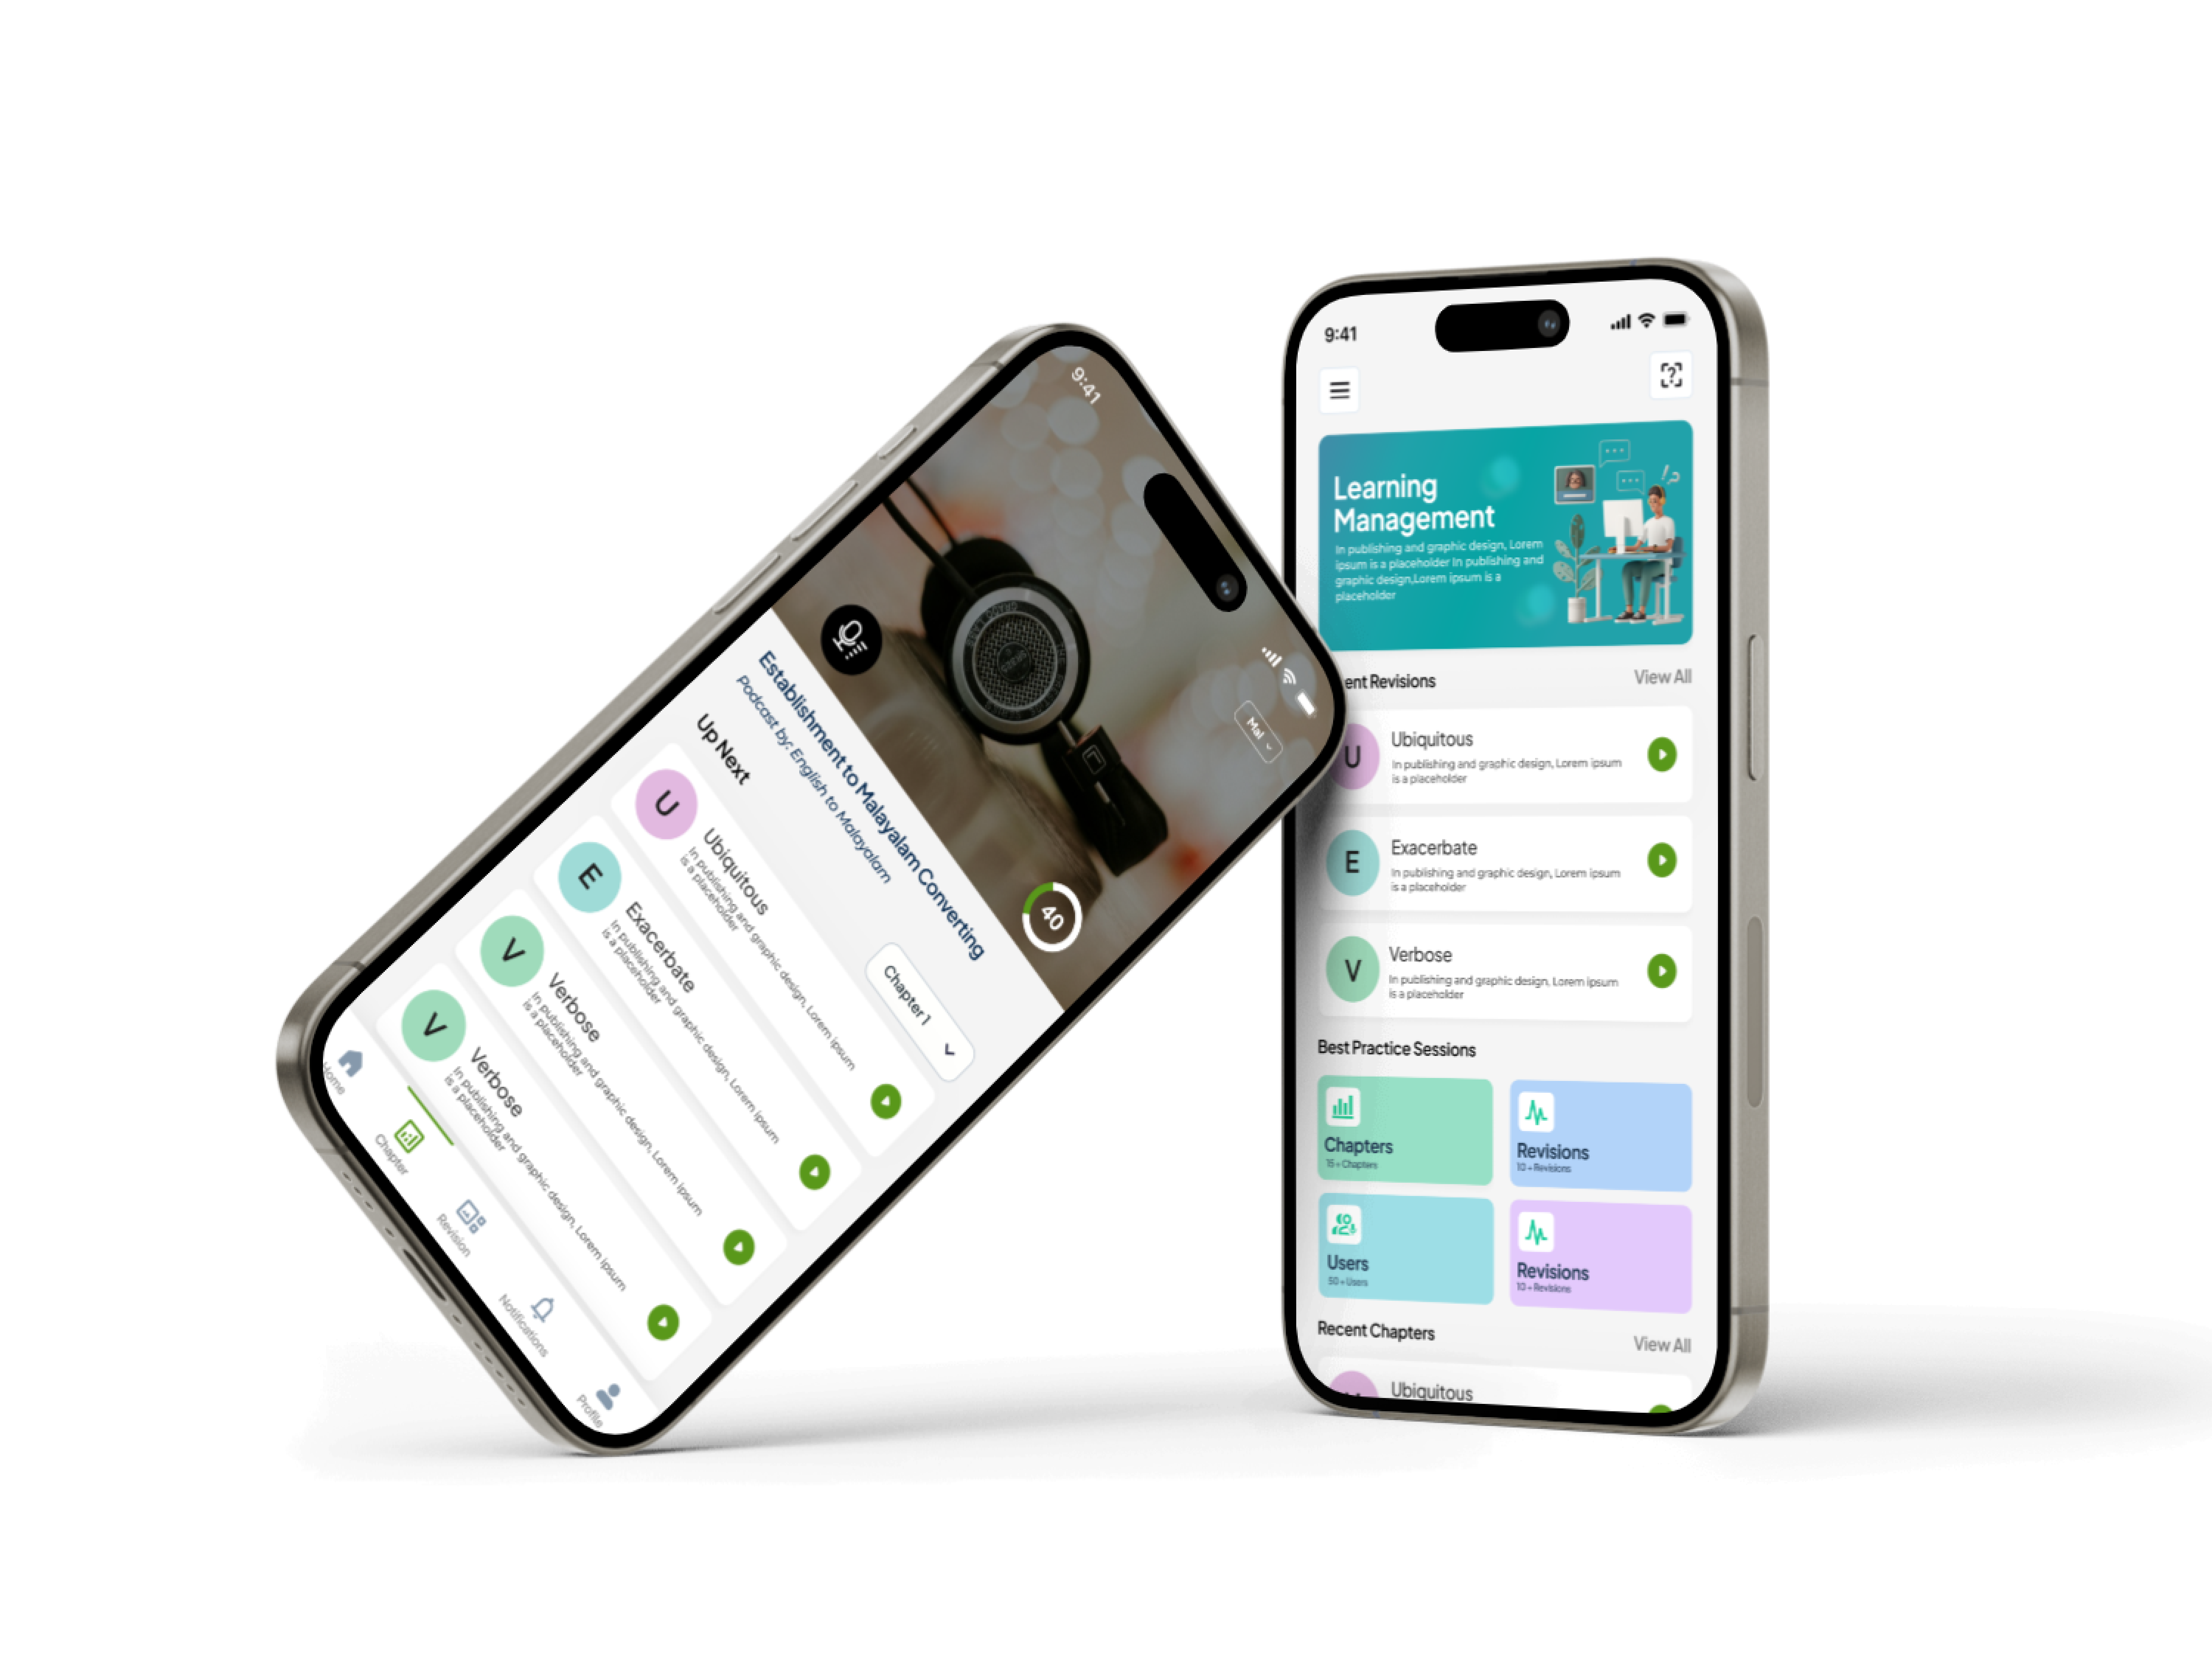 9:41
Mal
40
Establishment to Malayalam Converting
Podcast by: English to Malayalam
Up Next
Chapter 1
U
Ubiquitous
In publishing and graphic design, Lorem ipsum
is a placeholder
E
Exacerbate
In publishing and graphic design, Lorem ipsum
is a placeholder
V
Verbose
In publishing and graphic design, Lorem ipsum
is a placeholder
V
Verbose
In publishing and graphic design, Lorem ipsum
is a placeholder
Home
Chapter
Revision
Notifications
Profile
9:41
Learning
Management
In publishing and graphic design, Lorem
ipsum is a placeholder In publishing and
graphic design,Lorem ipsum is a
placeholder
ent Revisions
View All
U
Ubiquitous
In publishing and graphic design, Lorem ipsum
is a placeholder
E
Exacerbate
In publishing and graphic design, Lorem ipsum
is a placeholder
V
Verbose
In publishing and graphic design, Lorem ipsum
is a placeholder
Best Practice Sessions
Chapters
15+ Chapters
Revisions
10+ Revisions
Users
50+ Users
Revisions
10+ Revisions
Recent Chapters
View All
Ubiquitous